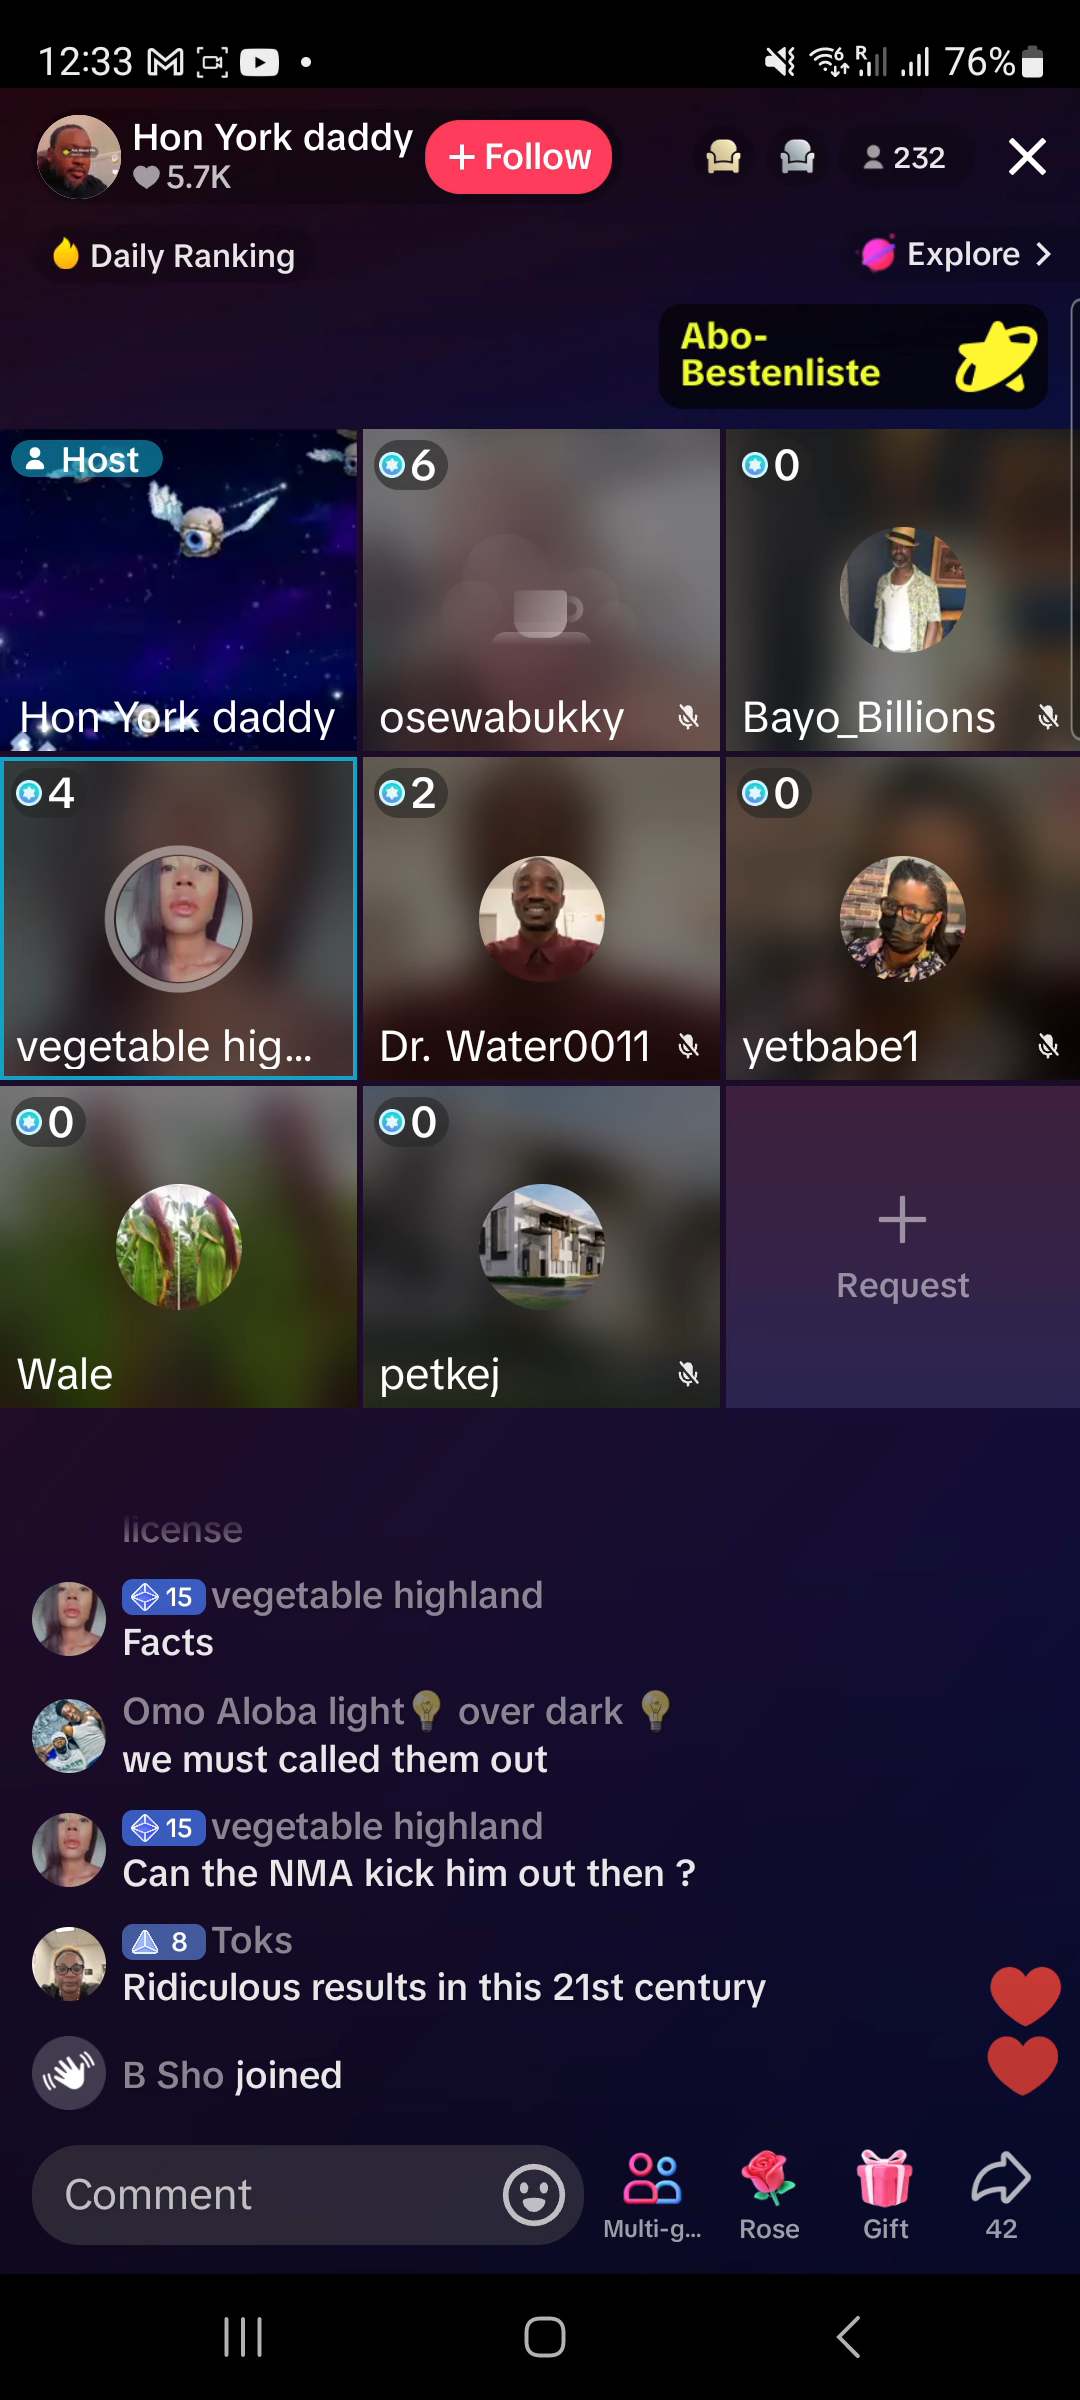 12:33
76%
Hon York daddy
5.7K
+ Follow
232
Daily Ranking
Explore
Abo-
Bestenliste
Host
6
0
Hon York daddy
osewabukky
Bayo_Billions
4
2
0
vegetable hig...
Dr. Water0011
yetbabe1
0
0
Request
Wale
petkej
license
15 vegetable highland
Facts
Omo Aloba light💡 over dark 💡
we must called them out
15 vegetable highland
Can the NMA kick him out then ?
8 Toks
Ridiculous results in this 21st century
B Sho joined
Comment
Multi-g...
Rose
Gift
42